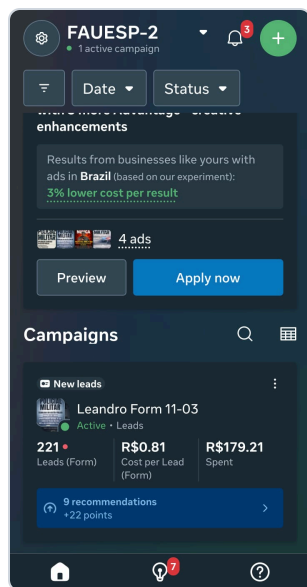 FAUESP-2
1 active campaign
3
Date
Status
enhancements
Results from businesses like yours with
ads in Brazil (based on our experiment):
3% lower cost per result
4 ads
Preview
Apply now
Campaigns
New leads
Leandro Form 11-03
Active • Leads
221 R$0.81 R$179.21
Leads (Form) Cost per Lead Spent
(Form)
9 recommendations
+22 points
7